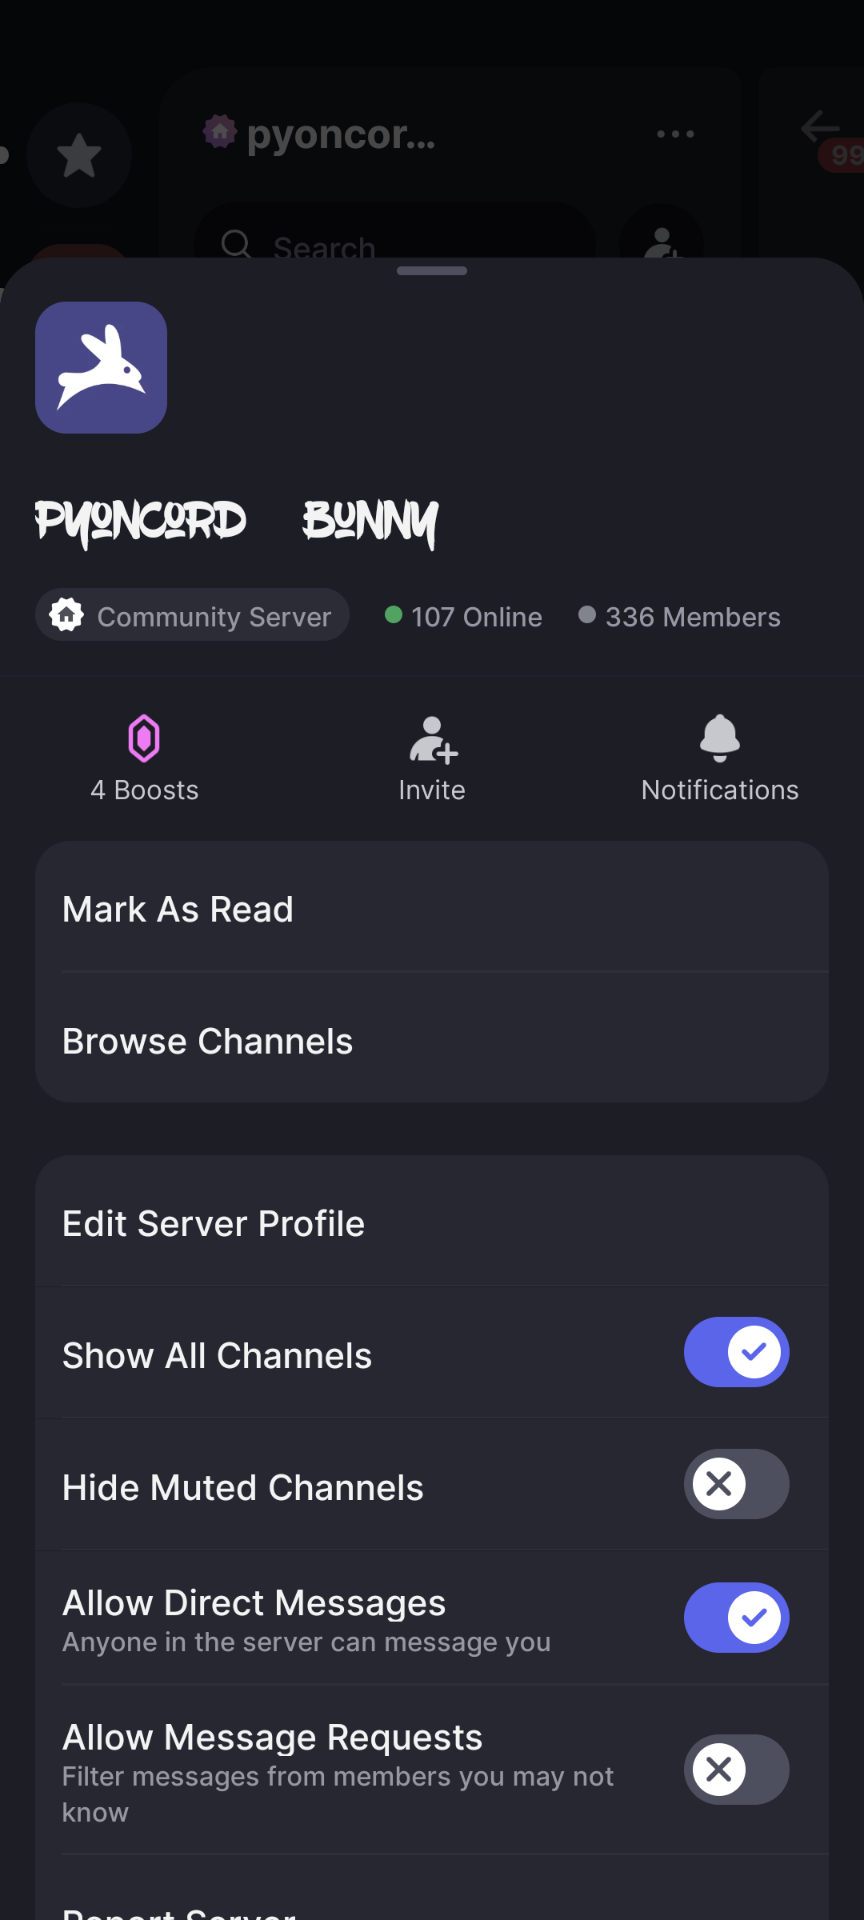 pyoncor...
99
Search
PYONCORD BUNNY
Community Server
107 Online
336 Members
4 Boosts
Invite
Notifications
Mark As Read
Browse Channels
Edit Server Profile
Show All Channels
Hide Muted Channels
Allow Direct Messages
Anyone in the server can message you
Allow Message Requests
Filter messages from members you may not
know
Report Server